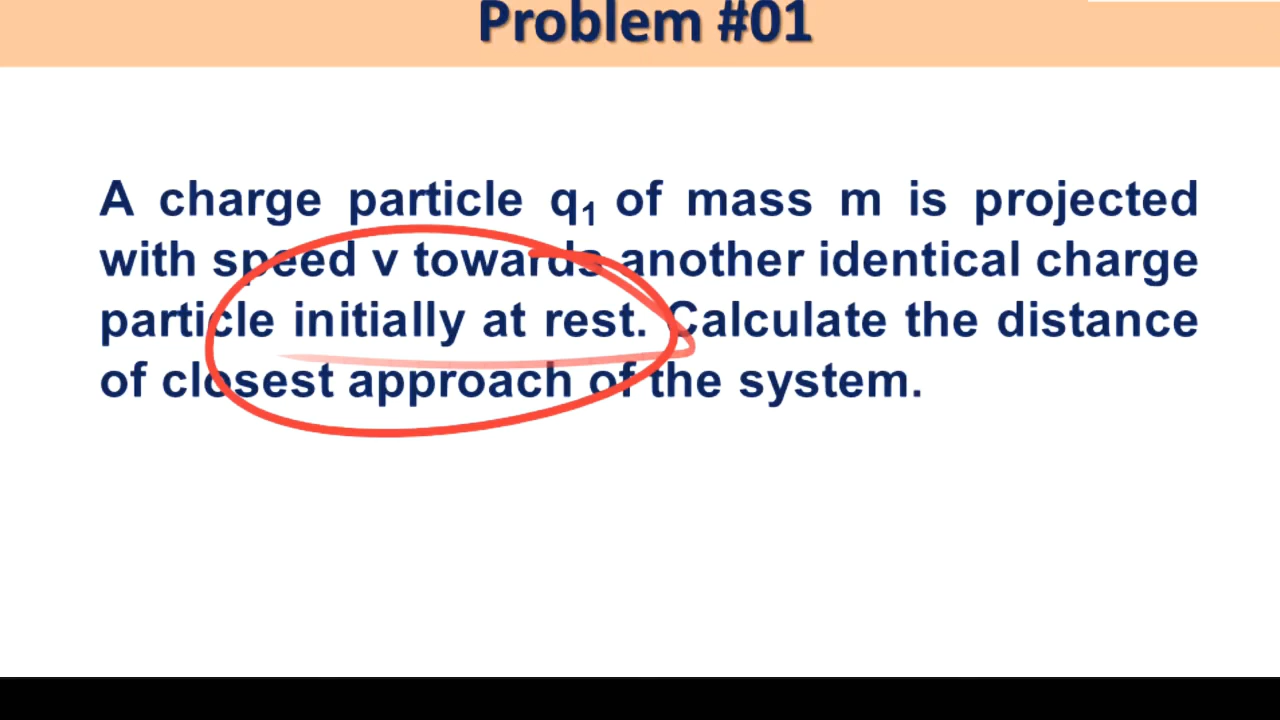 Problem #01
A charge particle q₁ of mass m is projected
with speed v towards another identical charge
particle initially at rest. Calculate the distance
of closest approach of the system.